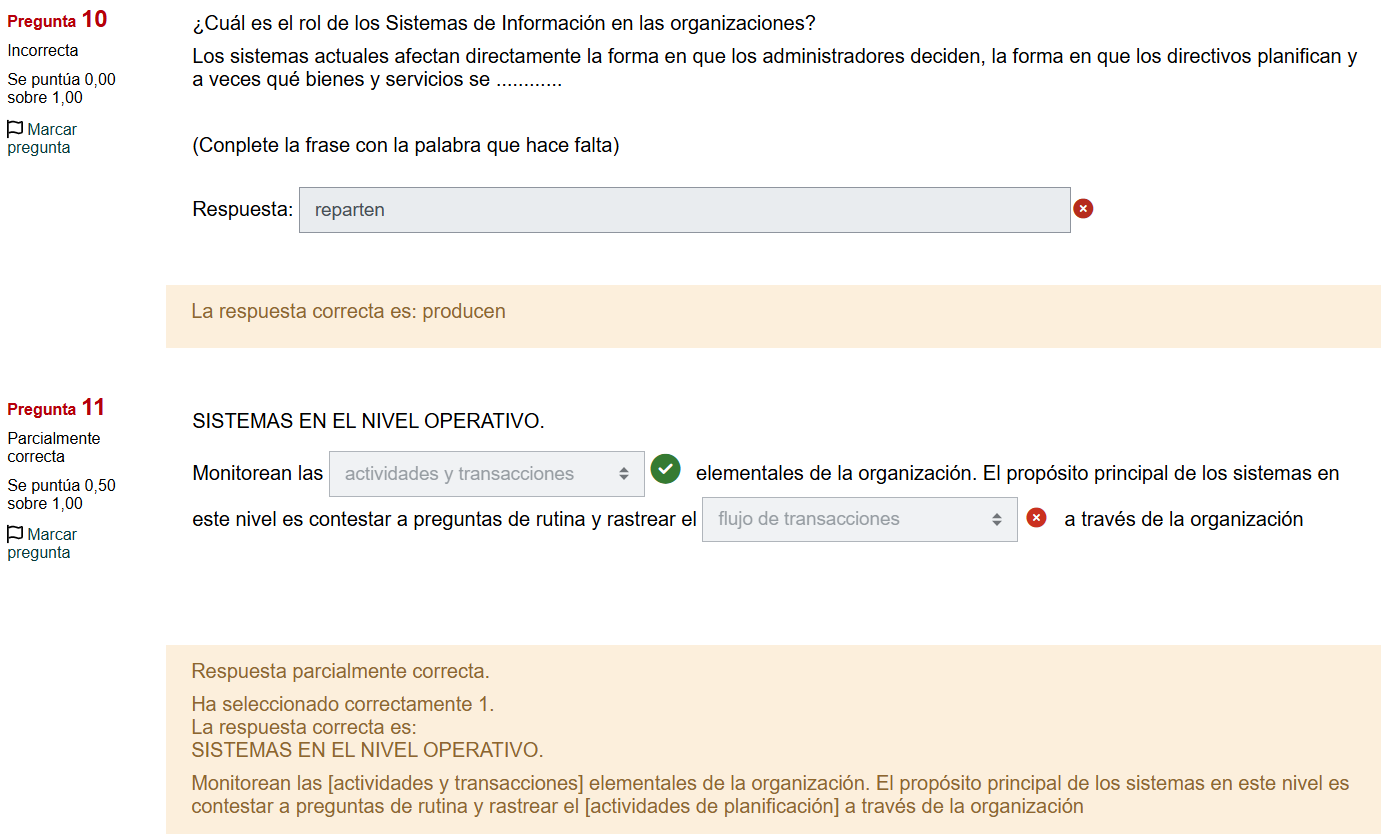 Pregunta 10
Incorrecta
Se puntúa 0,00
sobre 1,00
Marcar
pregunta
¿Cuál es el rol de los Sistemas de Información en las organizaciones?
Los sistemas actuales afectan directamente la forma en que los administradores deciden, la forma en que los directivos planifican y
a veces qué bienes y servicios se ............
(Conplete la frase con la palabra que hace falta)
Respuesta: reparten
La respuesta correcta es: producen
Pregunta 11
Parcialmente
correcta
Se puntúa 0,50
sobre 1,00
Marcar
pregunta
SISTEMAS EN EL NIVEL OPERATIVO.
Monitorean las actividades y transacciones elementales de la organización. El propósito principal de los sistemas en
este nivel es contestar a preguntas de rutina y rastrear el flujo de transacciones a través de la organización
Respuesta parcialmente correcta.
Ha seleccionado correctamente 1.
La respuesta correcta es:
SISTEMAS EN EL NIVEL OPERATIVO.
Monitorean las [actividades y transacciones] elementales de la organización. El propósito principal de los sistemas en este nivel es
contestar a preguntas de rutina y rastrear el [actividades de planificación] a través de la organización